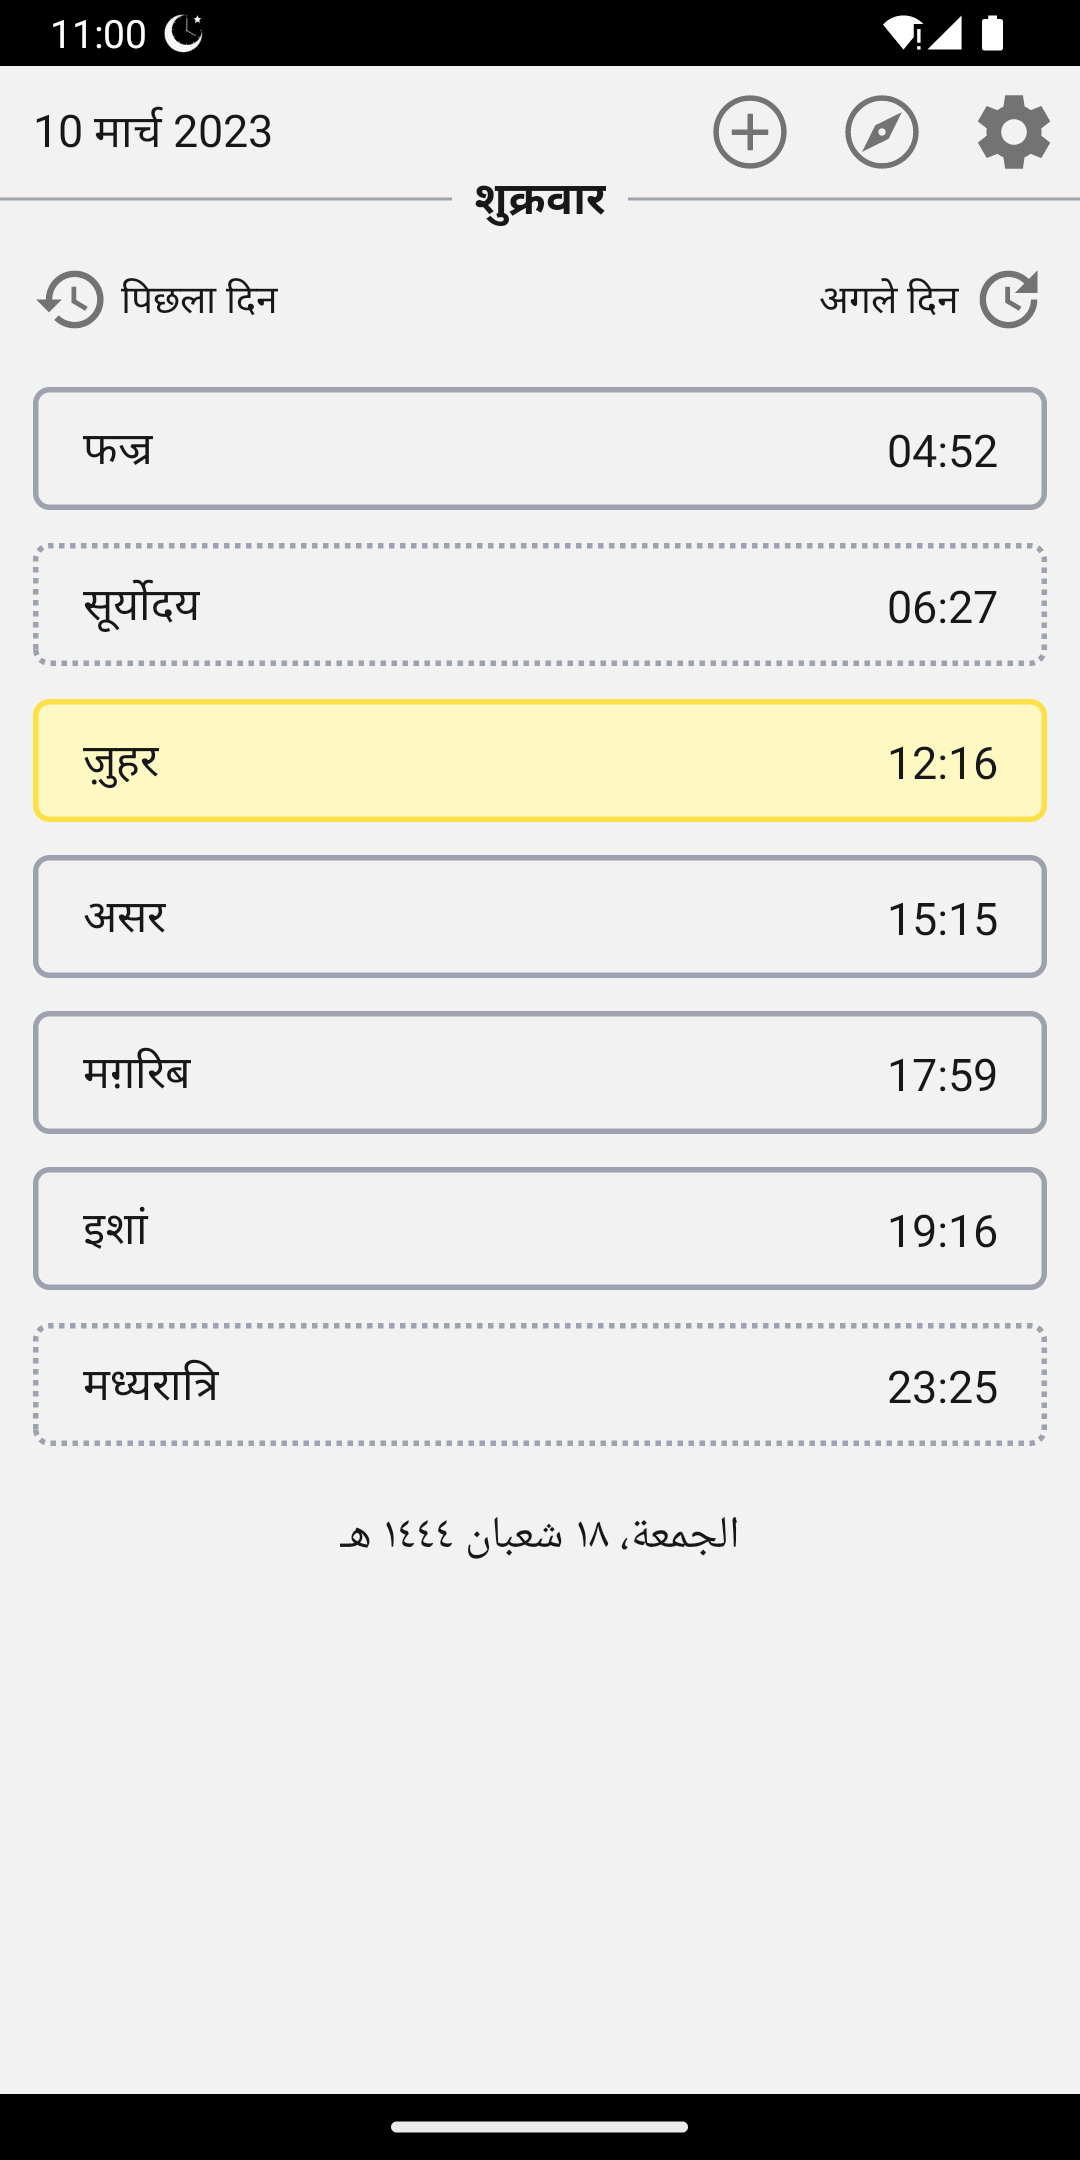 11:00
10 मार्च 2023
शुक्रवार
पिछला दिन
अगले दिन
फज्र 04:52
सूर्योदय 06:27
ज़ुहर 12:16
असर 15:15
मग़रिब 17:59
इशां 19:16
मध्यरात्रि 23:25
الجمعة، ١٨ شعبان ١٤٤٤ هـ